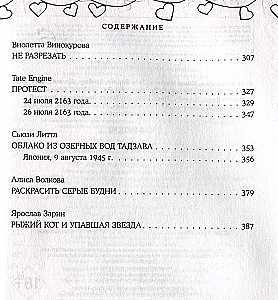 СОДЕРЖАНИЕ
Виолетта Винокурова
НЕ РАЗРЕЗАТЬ 307
Tate Engine
ПРОТЕСТ 327
24 июля 2163 года. 329
26 июля 2163 года. 347
Сьюзи Литтл
ОБЛАКО ИЗ ОЗЕРНЫХ ВОД ТАДЗАВА 353
Япония, 9 августа 1945 г. 356
Алиса Волкова
РАСКРАСИТЬ СЕРЫЕ БУДНИ 379
Ярослав Зарин
РЫЖИЙ КОТ И УПАВШАЯ ЗВЕЗДА 387